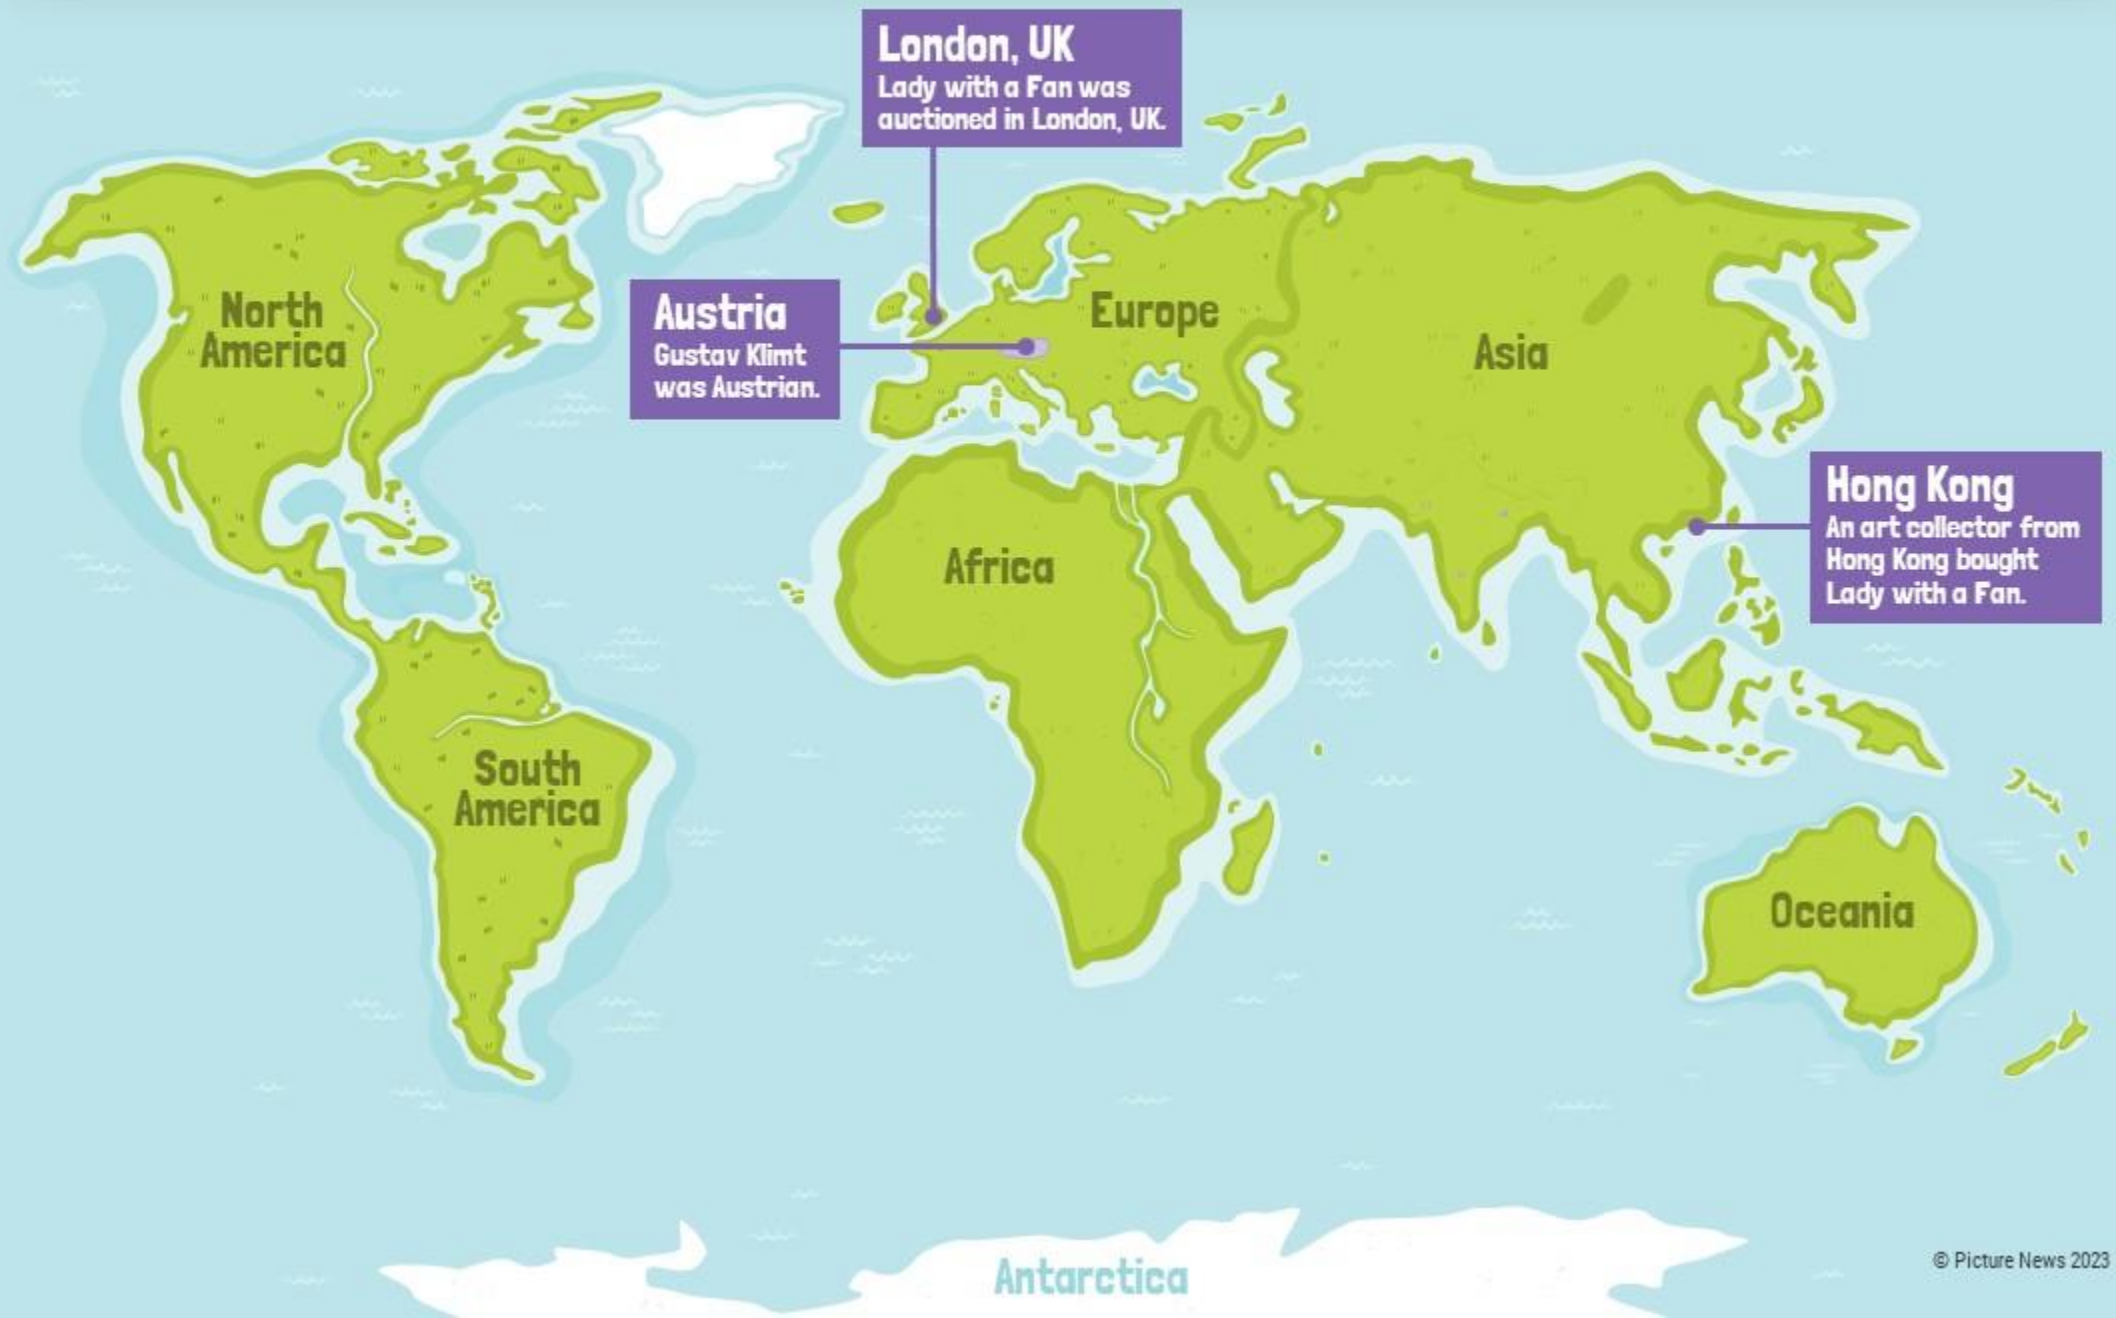 London, UK
Lady with a Fan was
auctioned in London, UK.
Austria
Gustav Klimt
was Austrian.
North
America
Europe
Asia
Hong Kong
An art collector from
Hong Kong bought
Lady with a Fan.
Africa
South
America
Oceania
Antarctica
© Picture News 2023